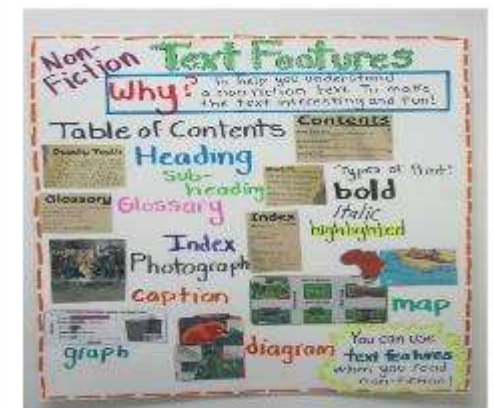 Non-Fiction Text Features
Why? To help you understand
a non fiction text. To make
the text interesting and fun!
Table of Contents
Contents
Deadly Teeth
Heading
Sub-heading
"Types of Print"
bold
Italic
highlighted
Glossary
Glossary
Index
Index
Photograph
caption
map
graph
diagram
You can use
text features
when you read
non-fiction!